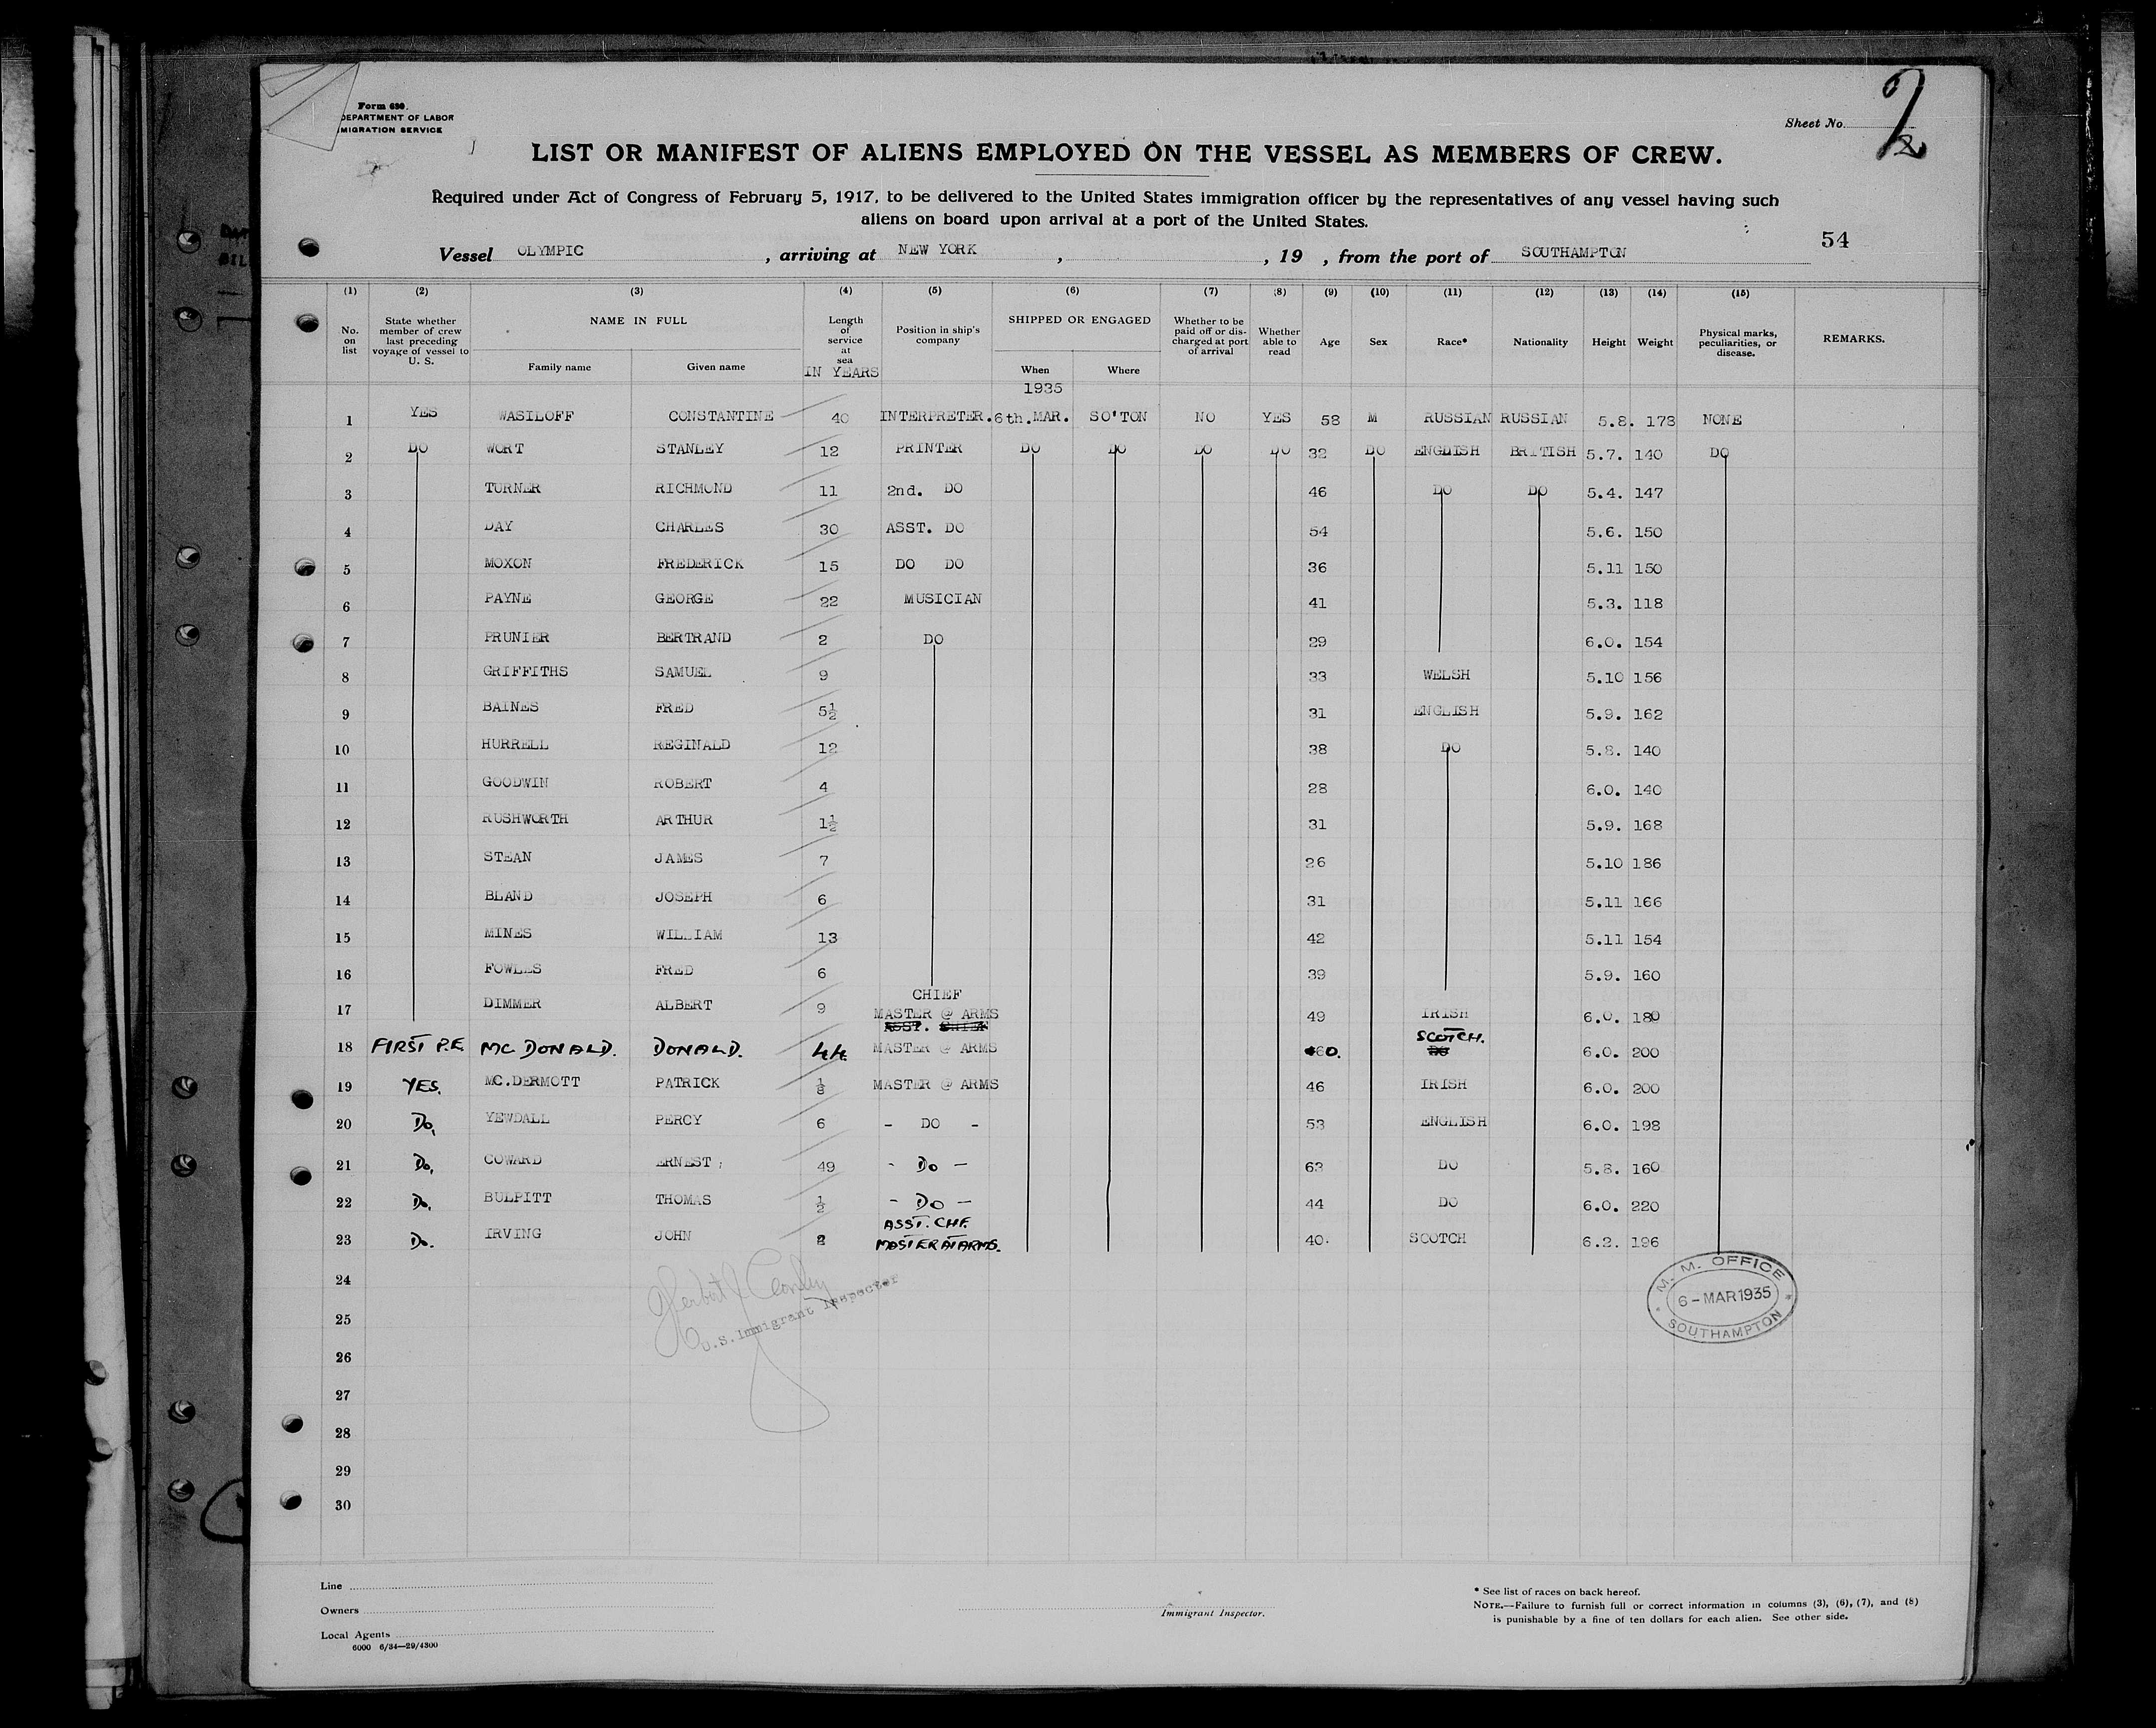 Form 680.
DEPARTMENT OF LABOR
MIGRATION SERVICE
Sheet No. 2
LIST OR MANIFEST OF ALIENS EMPLOYED ON THE VESSEL AS MEMBERS OF CREW.
Required under Act of Congress of February 5, 1917, to be delivered to the United States immigration officer by the representatives of any vessel having such
aliens on board upon arrival at a port of the United States.
54
Vessel OLYMPIC , arriving at NEW YORK , , 19 , from the port of SOUTHAMPTON
(1) (2) (3) (4) (5) (6) (7) (8) (9) (10) (11) (12) (13) (14) (15)
No. on list State whether member of crew last preceding voyage of vessel to U. S. NAME IN FULL Family name Given name Length of service at sea IN YEARS Position in ship's company SHIPPED OR ENGAGED When Where Whether to be paid off or discharged at port of arrival Whether able to read Age Sex Race* Nationality Height Weight Physical marks, peculiarities, or disease. REMARKS.
1935
1 YES WASILOFF CONSTANTINE 40 INTERPRETER. 6th.MAR. SO'TON NO YES 58 M RUSSIAN RUSSIAN 5.8. 178 NONE
2 DO WORT STANLEY 12 PRINTER DO DO DO DO 32 DO ENGLISH BRITISH 5.7. 140 DO
3 TURNER RICHMOND 11 2nd. DO 46 DO DO 5.4. 147
4 DAY CHARLES 30 ASST. DO 54 5.6. 150
5 MOXON FREDERICK 15 DO DO 36 5.11 150
6 PAYNE GEORGE 22 MUSICIAN 41 5.3. 118
7 PRUNIER BERTRAND 2 DO 29 6.0. 154
8 GRIFFITHS SAMUEL 9 33 WELSH 5.10 156
9 BAINES FRED 5½ 31 ENGLISH 5.9. 162
10 HURRELL REGINALD 12 38 DO 5.8. 140
11 GOODWIN ROBERT 4 28 6.0. 140
12 RUSHWORTH ARTHUR 1½ 31 5.9. 168
13 STEAN JAMES 7 26 5.10 186
14 BLAND JOSEPH 6 31 5.11 166
15 MINES WILLIAM 13 42 5.11 154
16 FOWLES FRED 6 39 5.9. 160
17 DIMMER ALBERT 9 CHIEF MASTER @ ARMS 49 IRISH 6.0. 180
18 FIRST P.E. MC DONALD. DONALD. 44 ASST. CHIEF MASTER @ ARMS 60. SCOTCH. DO 6.0. 200
19 YES. MC.DERMOTT PATRICK 1/8 MASTER @ ARMS 46 IRISH 6.0. 200
20 Do, YEWDALL PERCY 6 - DO - 53 ENGLISH 6.0. 198
21 Do, COWARD ERNEST 49 - Do - 63 DO 5.8. 160
22 Do. BULPITT THOMAS ½ - Do - 44 DO 6.0. 220
23 Do. IRVING JOHN 2 ASST. CHF. MASTER AT ARMS. 40. SCOTCH 6.2. 196
24
25
26
27
28
29
30
U.S. Immigrant Inspector
M. M. OFFICE
6-MAR 1935
SOUTHAMPTON
Line
Owners
Local Agents
6000 6/34—29/4300
Immigrant Inspector.
* See list of races on back hereof.
NOTE.—Failure to furnish full or correct information in columns (3), (6), (7), and (8)
is punishable by a fine of ten dollars for each alien. See other side.